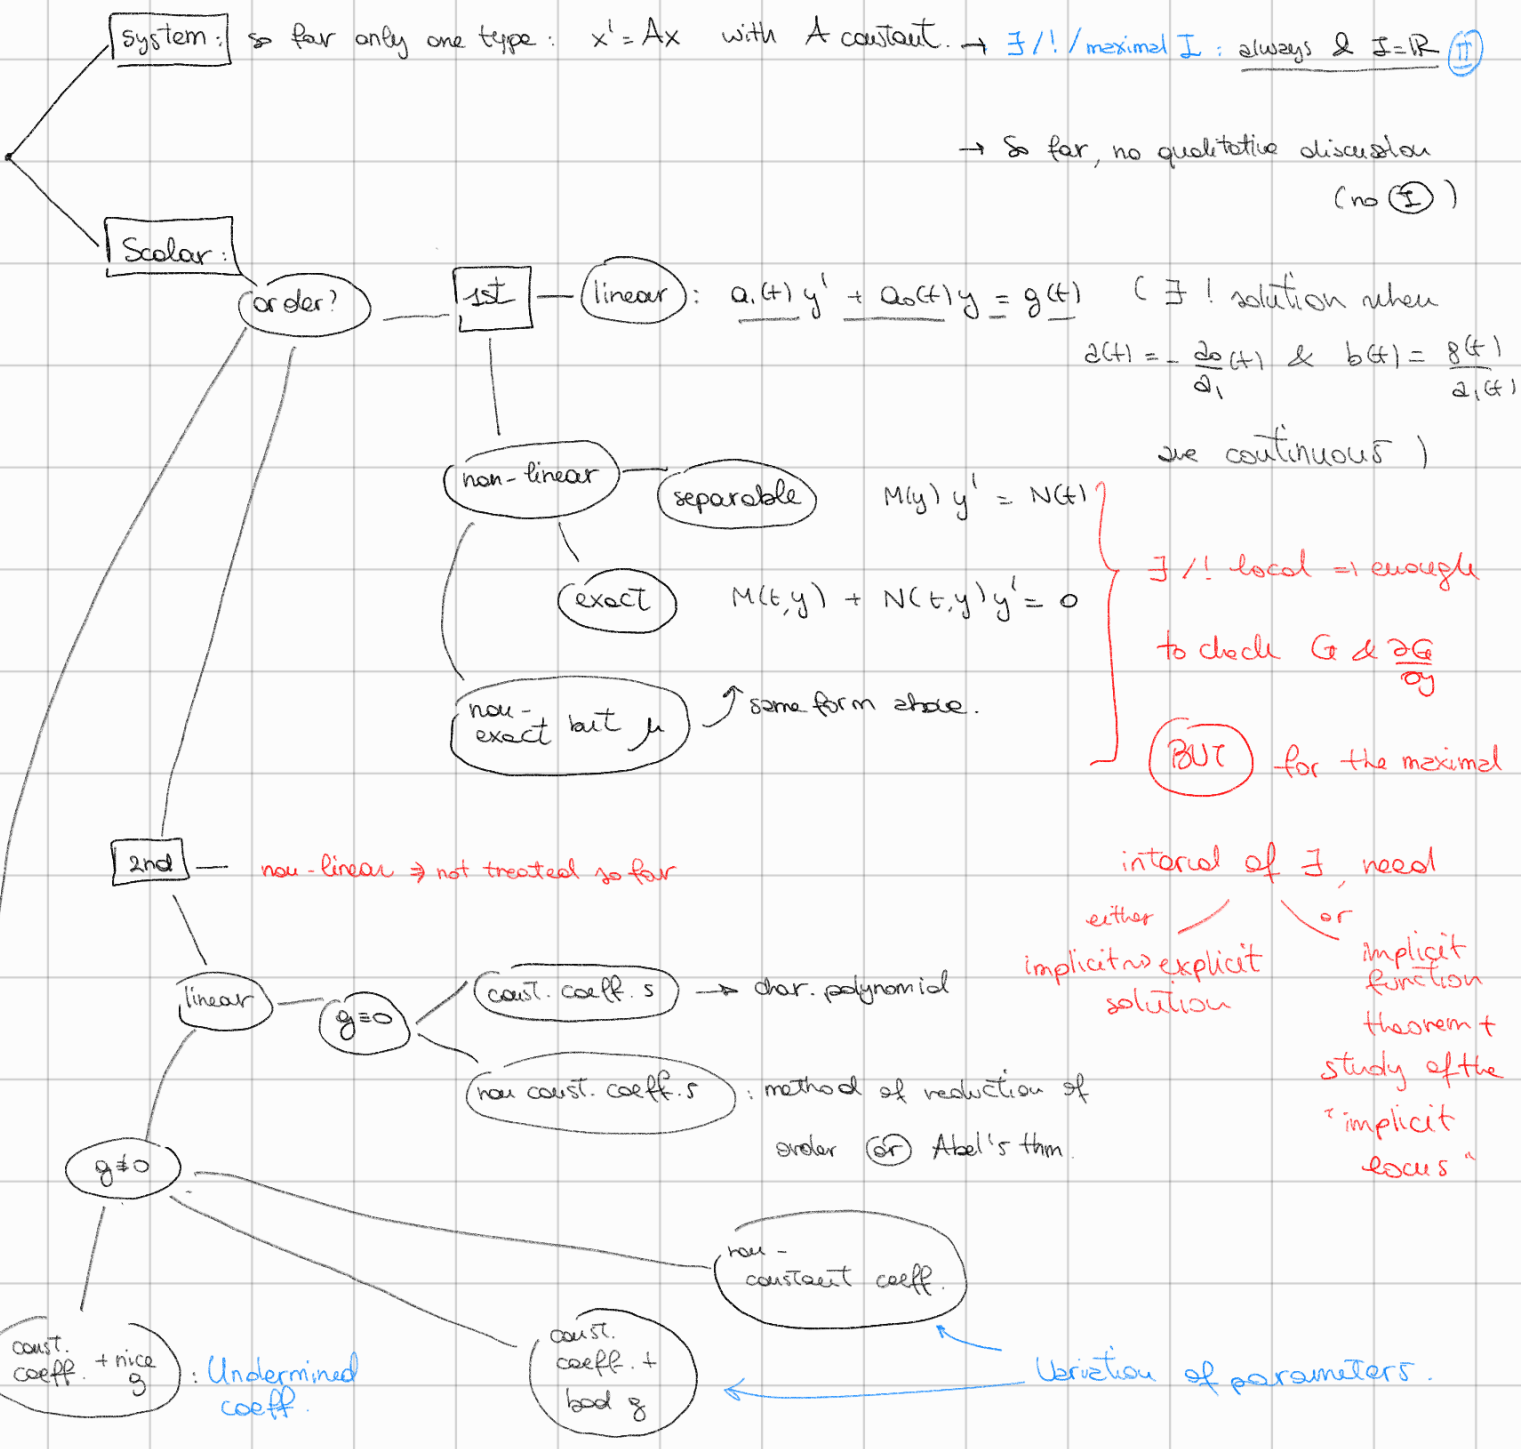 system: so far only one type: x' = Ax with A constant. → ∃/!/maximal I: always & I=ℝ II
→ So far, no qualitative discussion
(no I)
Scalar:
order?
1st
linear : a₁(t) y' + a₀(t) y = g(t) (∃! solution when
a(t) = - a₀/a₁ (t) & b(t) = g(t)/a₁(t)
are continuous)
non-linear
separable M(y) y' = N(t)
∃/! local => enough
exact M(t,y) + N(t,y) y' = 0
to check G & ∂G/∂y
non-
exact but μ
same form above.
BUT for the maximal
2nd — non-linear → not treated so far
interval of ∃, need
either
or
implicit ~> explicit
solution
implicit
function
theorem +
study of the
"implicit
locus"
linear
g≡0
const. coeff.s → char. polynomial
non const. coeff.s : method of reduction of
order or Abel's thm.
g≢0
non-
constant coeff.
const.
coeff. + nice
g
: Undermined
coeff.
const.
coeff. +
bad g
Variation of parameters.